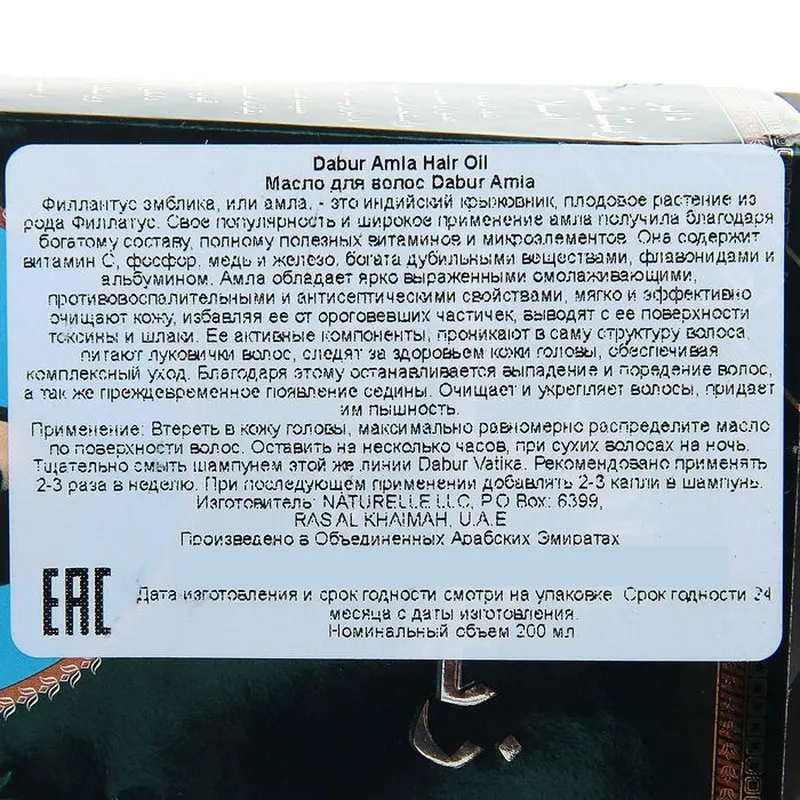 Dabur Amla Hair Oil
Масло для волос Dabur Amla
Филлантус эмблика, или амла, - это индийский крыжовник, плодовое растение из
рода Филлатус. Свое популярность и широкое применение амла получила благодаря
богатому составу, полному полезных витаминов и микроэлементов. Она содержит
витамин С, фосфор, медь и железо, богата дубильными веществами, флавонидами и
альбумином. Амла обладает ярко выраженными омолаживающими,
противовоспалительными и антисептическими свойствами, мягко и эффективно
очищают кожу, избавляя ее от ороговевших частичек, выводят с ее поверхности
токсины и шлаки. Ее активные компоненты, проникают в саму структуру волоса,
питают луковички волос, следят за здоровьем кожи головы, обеспечивая
комплексный уход. Благодаря этому останавливается выпадение и поредение волос,
а так же преждевременное появление седины. Очищает и укрепляет волосы, придает
им пышность.
Применение: Втереть в кожу головы, максимально равномерно распределите масло
по поверхности волос. Оставить на несколько часов, при сухих волосах на ночь.
Тщательно смыть шампунем этой же линии Dabur Vatika. Рекомендовано применять
2-3 раза в неделю. При последующем применении добавлять 2-3 капли в шампунь.
Изготовитель: NATURELLE LLC, P.O Box: 6399,
RAS AL KHAIMAH, U.A.E
Произведено в Объединенных Арабских Эмиратах
EAC
Дата изготовления и срок годности смотри на упаковке. Срок годности 24
месяца с даты изготовления.
Номинальный объем 200 мл